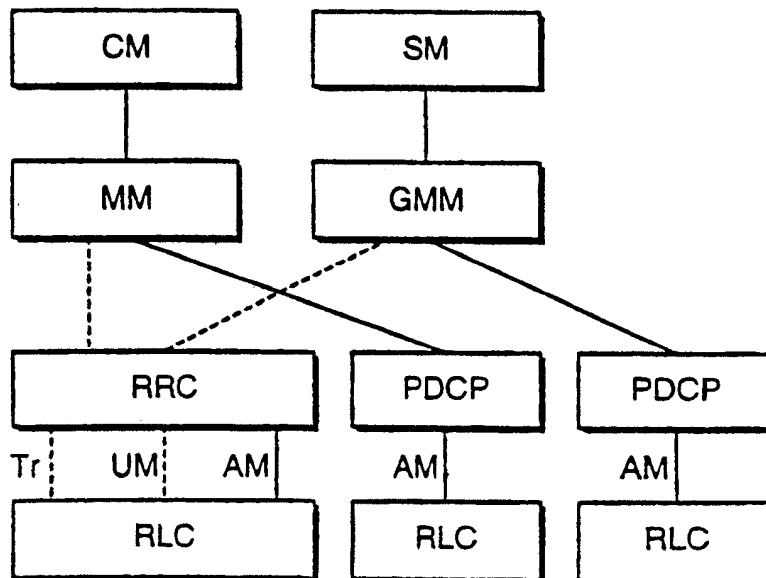 CM SM
MM GMM
RRC PDCP PDCP
Tr UM AM AM AM
RLC RLC RLC